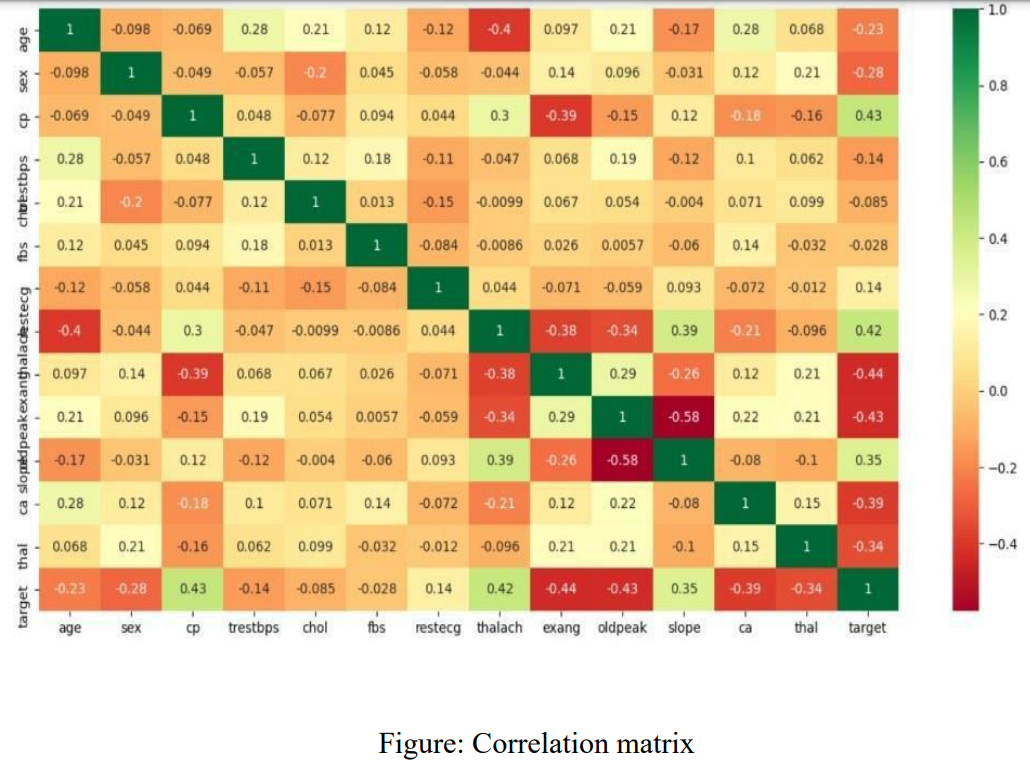 age 1 -0.098 -0.069 0.28 0.21 0.12 -0.12 -0.4 0.097 0.21 -0.17 0.28 0.068 -0.23
sex -0.098 1 -0.049 -0.057 -0.2 0.045 -0.058 -0.044 0.14 0.096 -0.031 0.12 0.21 -0.28
cp -0.069 -0.049 1 0.048 -0.077 0.094 0.044 0.3 -0.39 -0.15 0.12 -0.18 -0.16 0.43
trestbps 0.28 -0.057 0.048 1 0.12 0.18 -0.11 -0.047 0.068 0.19 -0.12 0.1 0.062 -0.14
chol 0.21 -0.2 -0.077 0.12 1 0.013 -0.15 -0.0099 0.067 0.054 -0.004 0.071 0.099 -0.085
fbs 0.12 0.045 0.094 0.18 0.013 1 -0.084 -0.0086 0.026 0.0057 -0.06 0.14 -0.032 -0.028
restecg -0.12 -0.058 0.044 -0.11 -0.15 -0.084 1 0.044 -0.071 -0.059 0.093 -0.072 -0.012 0.14
thalach -0.4 -0.044 0.3 -0.047 -0.0099 -0.0086 0.044 1 -0.38 -0.34 0.39 -0.21 -0.096 0.42
exang 0.097 0.14 -0.39 0.068 0.067 0.026 -0.071 -0.38 1 0.29 -0.26 0.12 0.21 -0.44
oldpeak 0.21 0.096 -0.15 0.19 0.054 0.0057 -0.059 -0.34 0.29 1 -0.58 0.22 0.21 -0.43
slope -0.17 -0.031 0.12 -0.12 -0.004 -0.06 0.093 0.39 -0.26 -0.58 1 -0.08 -0.1 0.35
ca 0.28 0.12 -0.18 0.1 0.071 0.14 -0.072 -0.21 0.12 0.22 -0.08 1 0.15 -0.39
thal 0.068 0.21 -0.16 0.062 0.099 -0.032 -0.012 -0.096 0.21 0.21 -0.1 0.15 1 -0.34
target -0.23 -0.28 0.43 -0.14 -0.085 -0.028 0.14 0.42 -0.44 -0.43 0.35 -0.39 -0.34 1
age sex cp trestbps chol fbs restecg thalach exang oldpeak slope ca thal target
1.0
0.8
0.6
0.4
0.2
0.0
−0.2
−0.4
Figure: Correlation matrix